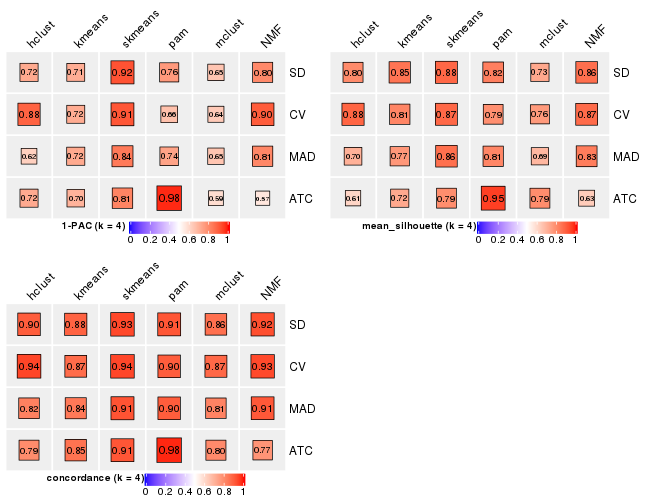 hclust kmeans skmeans pam mclust NMF
0.72 0.71 0.92 0.76 0.65 0.80 SD
0.88 0.72 0.91 0.66 0.64 0.90 CV
0.62 0.72 0.84 0.74 0.65 0.81 MAD
0.72 0.70 0.81 0.98 0.59 0.57 ATC
1-PAC (k = 4)
0 0.2 0.4 0.6 0.8 1
hclust kmeans skmeans pam mclust NMF
0.80 0.85 0.88 0.82 0.73 0.86 SD
0.88 0.81 0.87 0.79 0.76 0.87 CV
0.70 0.77 0.86 0.81 0.69 0.83 MAD
0.61 0.72 0.79 0.95 0.79 0.63 ATC
mean_silhouette (k = 4)
0 0.2 0.4 0.6 0.8 1
hclust kmeans skmeans pam mclust NMF
0.90 0.88 0.93 0.91 0.86 0.92 SD
0.94 0.87 0.94 0.90 0.87 0.93 CV
0.82 0.84 0.91 0.90 0.81 0.91 MAD
0.79 0.85 0.91 0.98 0.80 0.77 ATC
concordance (k = 4)
0 0.2 0.4 0.6 0.8 1